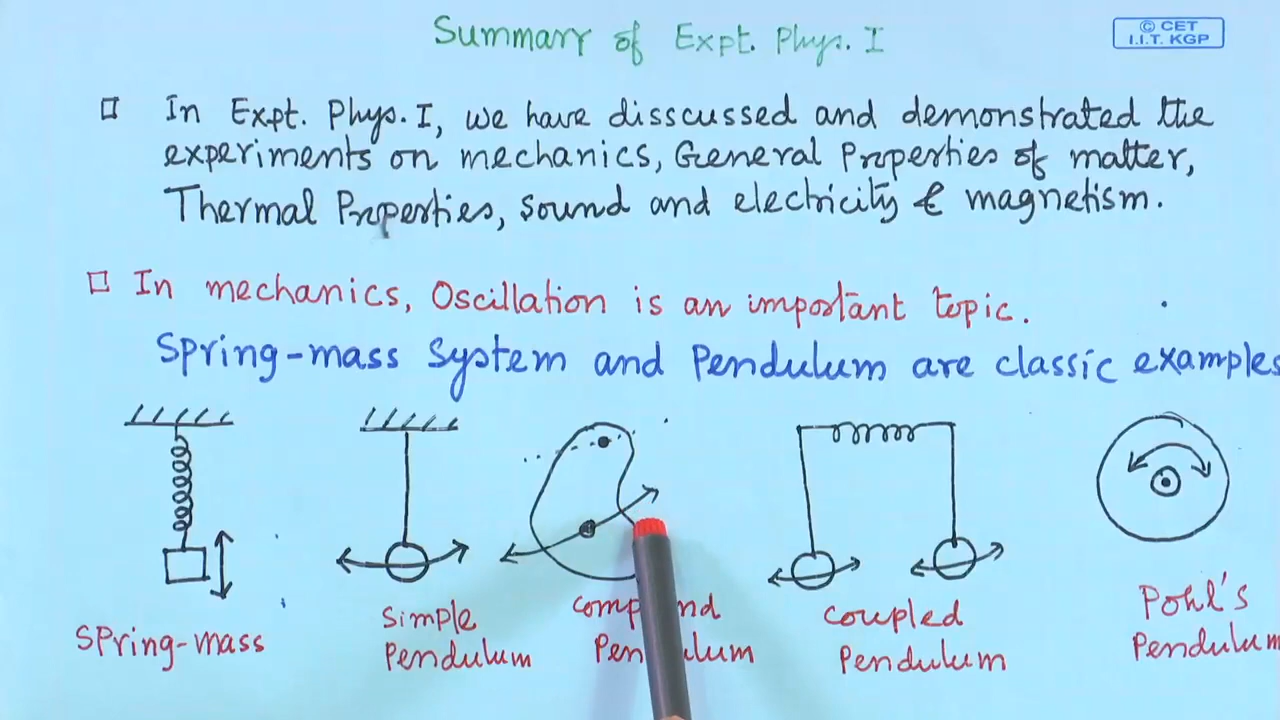 Summary of Expt. Phys. I
© CET
I.I.T. KGP
□ In Expt. Phys. I, we have disscussed and demonstrated the
experiments on mechanics, General Properties of matter,
Thermal Properties, sound and electricity & magnetism.
□ In mechanics, Oscillation is an important topic.
Spring-mass System and Pendulum are classic examples
Spring-mass
Simple
Pendulum
Coupled
Pendulum
Pohl's
Pendulum